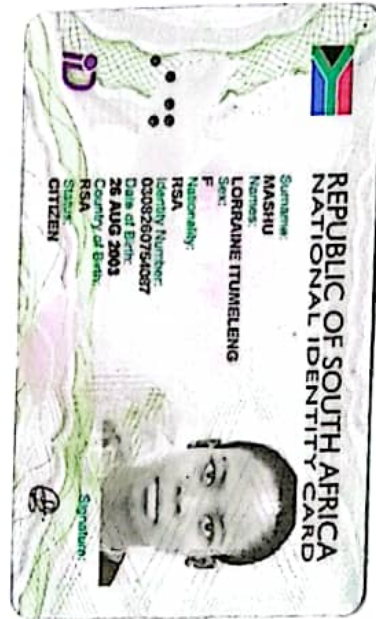 REPUBLIC OF SOUTH AFRICA
NATIONAL IDENTITY CARD
Surname:
MASHU
Names:
LORRAINE ITUMELENG
Sex:
F
Nationality:
RSA
Identity Number:
0308260754087
Date of Birth:
26 AUG 2003
Country of Birth:
RSA
Status:
CITIZEN
Signature:
iD